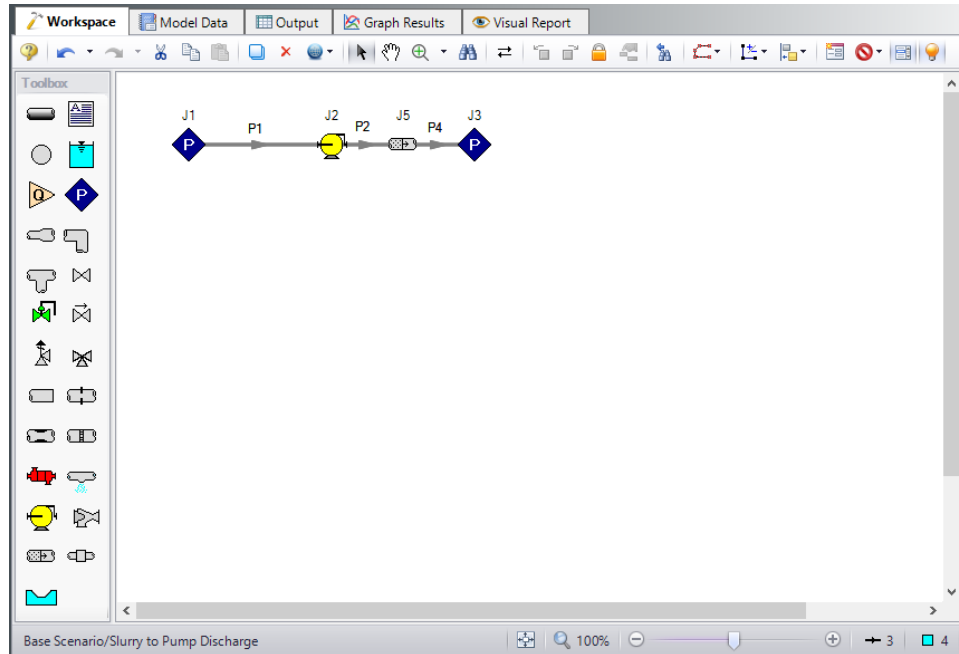 Workspace
Model Data
Output
Graph Results
Visual Report
Toolbox
A
Q
P
J1
P1
J2
P2
J5
P4
J3
P
P
Base Scenario/Slurry to Pump Discharge
100%
3
4